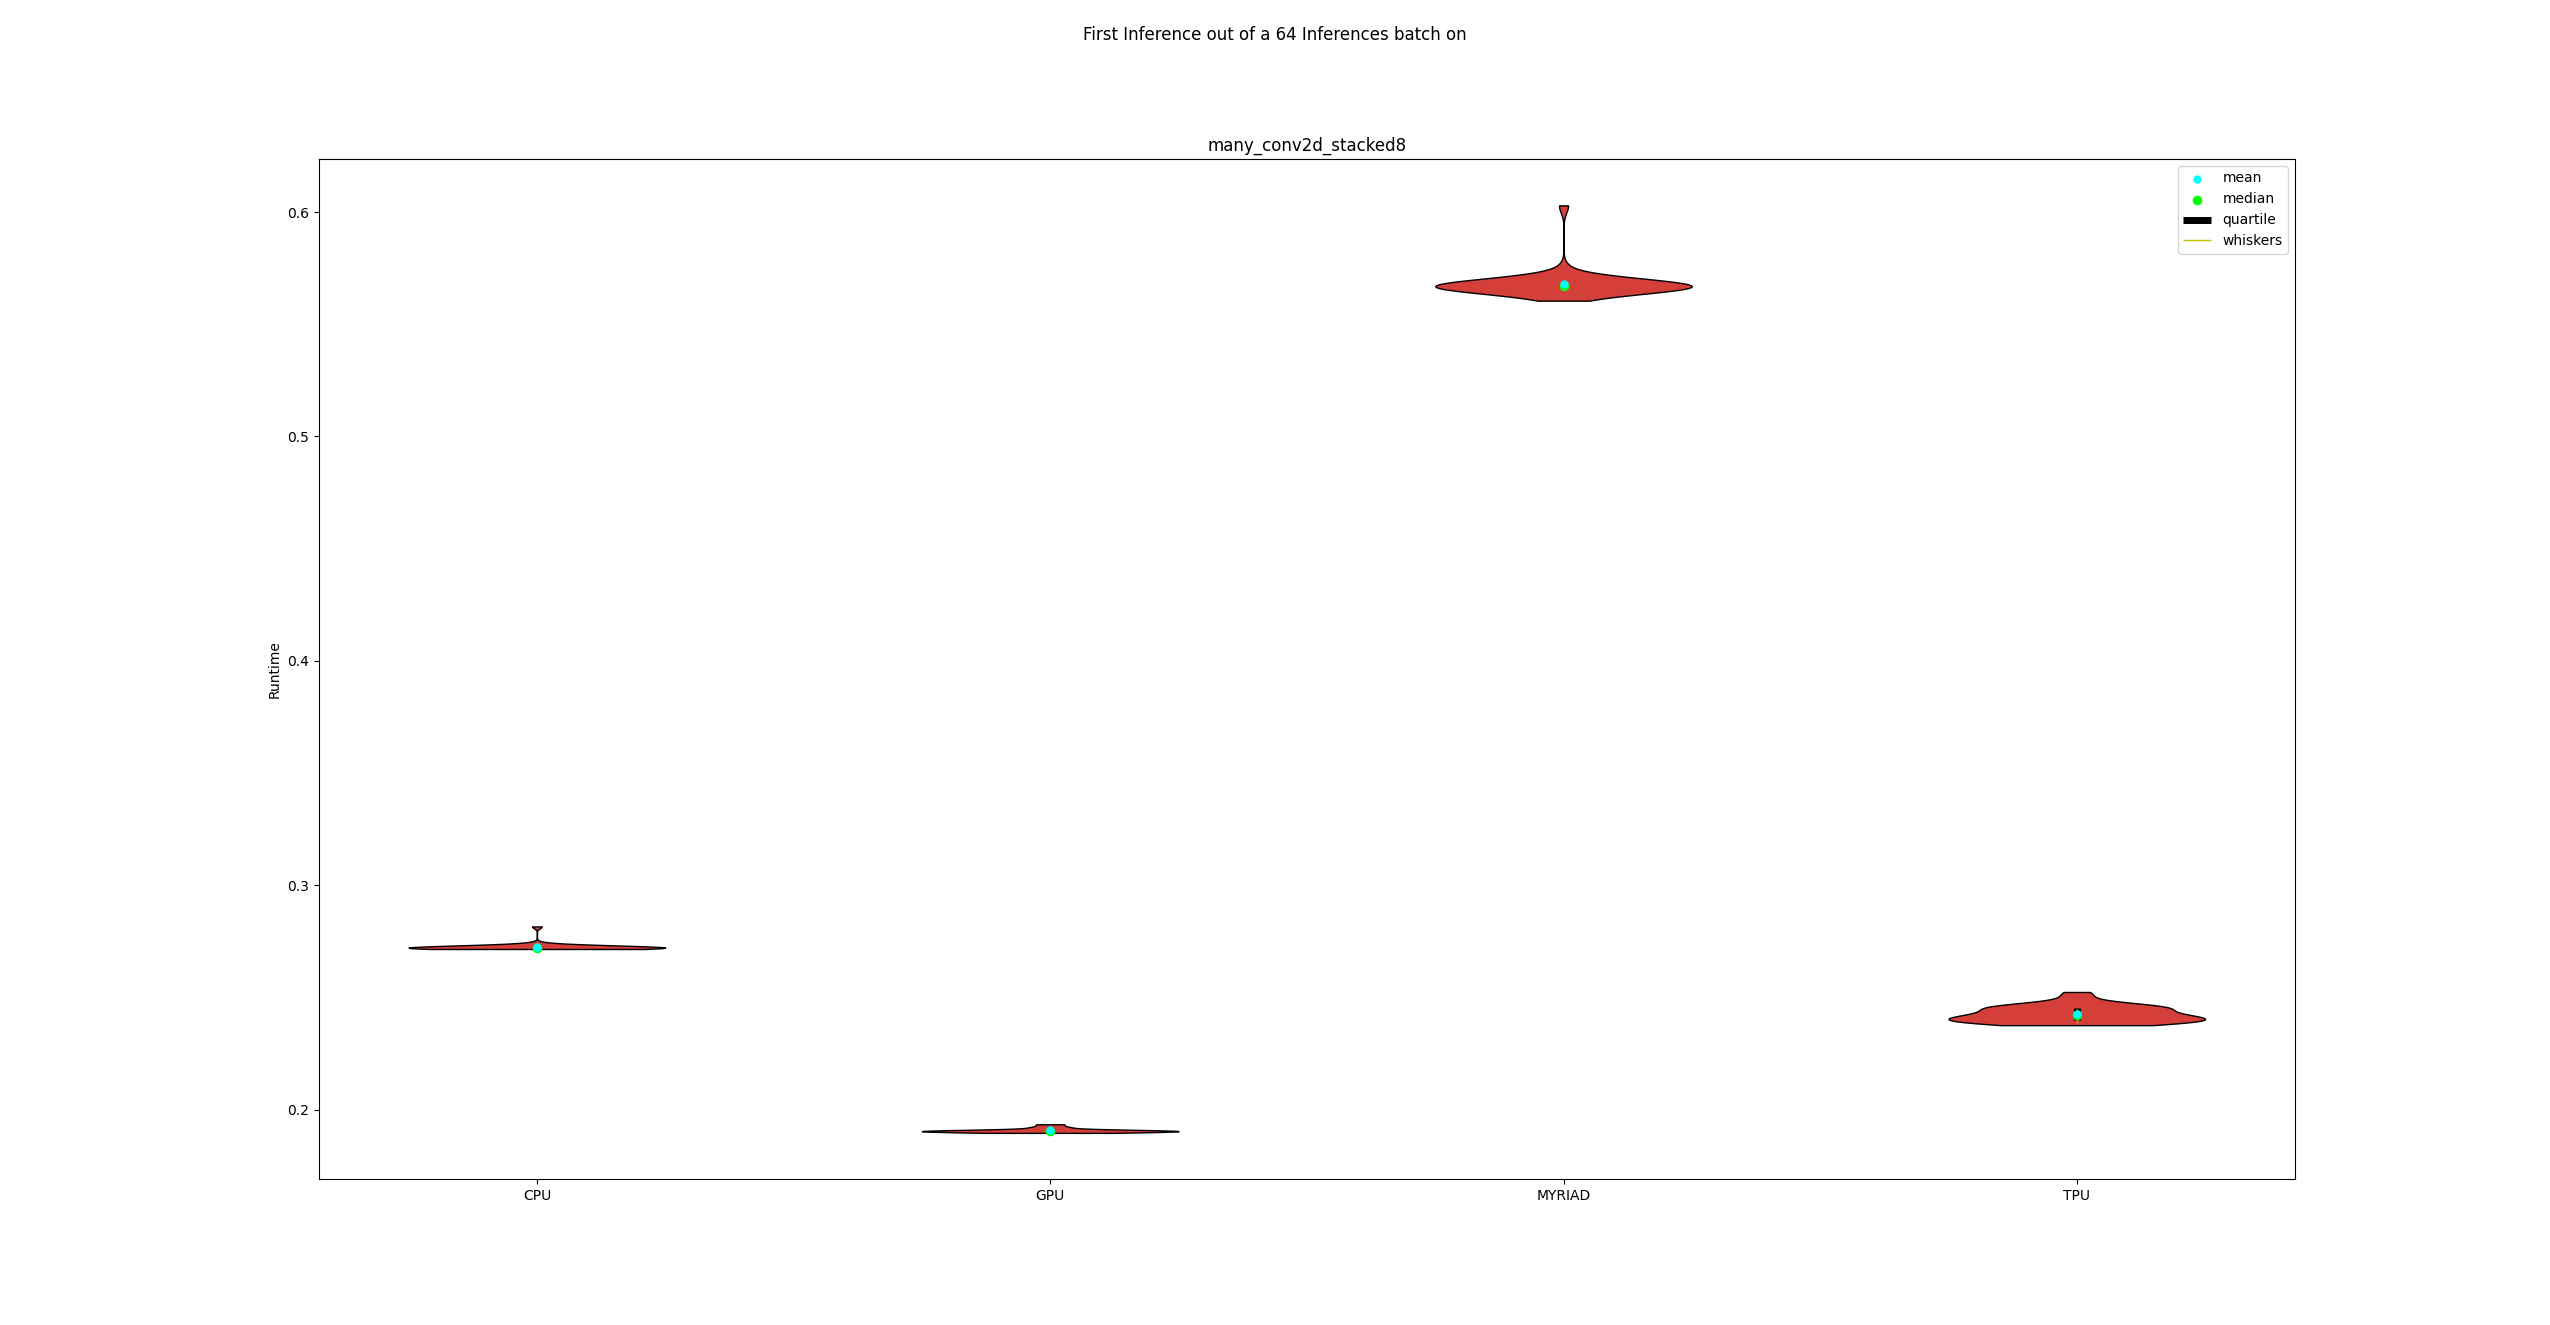 First Inference out of a 64 Inferences batch on
many_conv2d_stacked8
mean
median
quartile
whiskers
Runtime
0.6
0.5
0.4
0.3
0.2
CPU GPU MYRIAD TPU